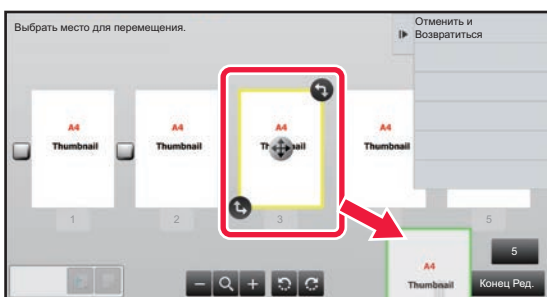 Выбрать место для перемещения.
Отменить и
Возвратиться
A4
Thumbnail
A4
Thumbnail
A4
Thumbnail
1
2
3
5
A4
Thumbnail
5
Конец Ред.